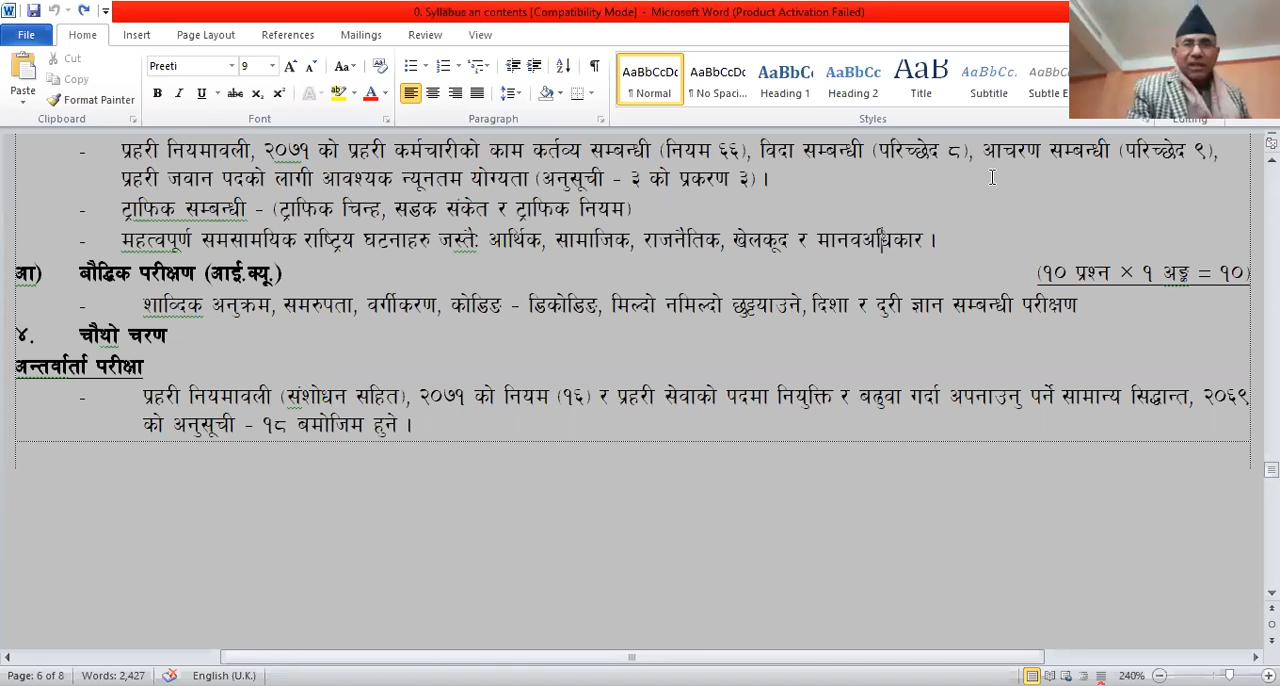 0. Syllabus an contents [Compatibility Mode] - Microsoft Word (Product Activation Failed)
File Home Insert Page Layout References Mailings Review View
Cut
Copy
Format Painter
Paste
Preeti 9
AaBbCcDc AaBbCcDc AaBbC( AaBbCc AaB AaBbCc. AaBbCcD
¶ Normal ¶ No Spaci... Heading 1 Heading 2 Title Subtitle Subtle E
Clipboard Font Paragraph Styles
- प्रहरी नियमावली, २०७१ को प्रहरी कर्मचारीको काम कर्तव्य सम्बन्धी (नियम ६६), विदा सम्बन्धी (परिच्छेद ८), आचरण सम्बन्धी (परिच्छेद ९),
प्रहरी जवान पदको लागी आवश्यक न्यूनतम योग्यता (अनुसूची - ३ को प्रकरण ३) ।
- ट्राफिक सम्बन्धी - (ट्राफिक चिन्ह, सडक संकेत र ट्राफिक नियम)
- महत्वपूर्ण समसामयिक राष्ट्रिय घटनाहरु जस्तै: आर्थिक, सामाजिक, राजनैतिक, खेलकूद र मानवअधिकार ।
आ) बौद्धिक परीक्षण (आई.क्यू.) (१० प्रश्न × १ अङ्क = १०)
- शाव्दिक अनुक्रम, समरुपता, वर्गीकरण, कोडिङ - डिकोडिङ, मिल्दो नमिल्दो छुट्टयाउने, दिशा र दुरी ज्ञान सम्बन्धी परीक्षण
४. चौथो चरण
अन्तर्वार्ता परीक्षा
- प्रहरी नियमावली (संशोधन सहित), २०७१ को नियम (१६) र प्रहरी सेवाको पदमा नियुक्ति र बढुवा गर्दा अपनाउनु पर्ने सामान्य सिद्धान्त, २०६९
को अनुसूची - १८ बमोजिम हुने ।
Page: 6 of 8 Words: 2,427 English (U.K.) 240%